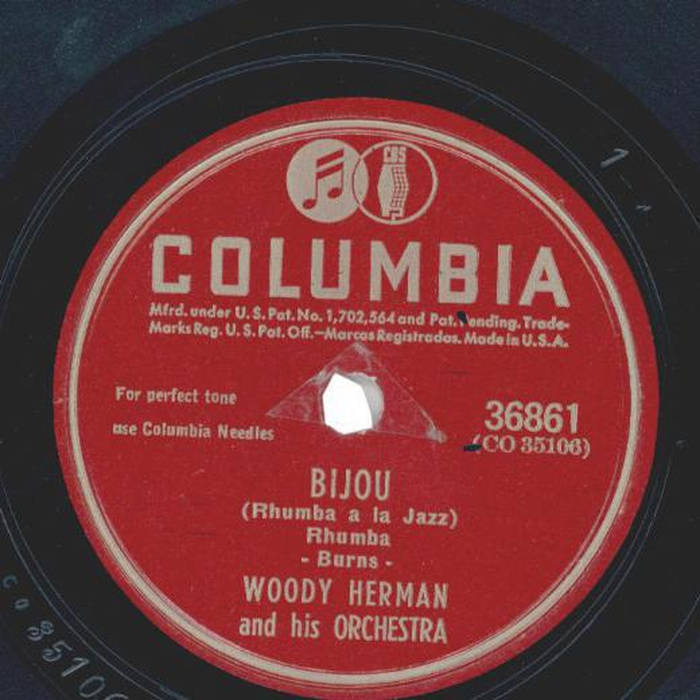 CBS
COLUMBIA
Mfrd. under U. S. Pat. No. 1,702,564 and Pat. Pending. Trade-
Marks Reg. U. S. Pat. Off.—Marcas Registradas. Made in U.S.A.
For perfect tone
use Columbia Needles
36861
(CO 35106)
BIJOU
(Rhumba a la Jazz)
Rhumba
- Burns -
WOODY HERMAN
and his ORCHESTRA
CO 35106